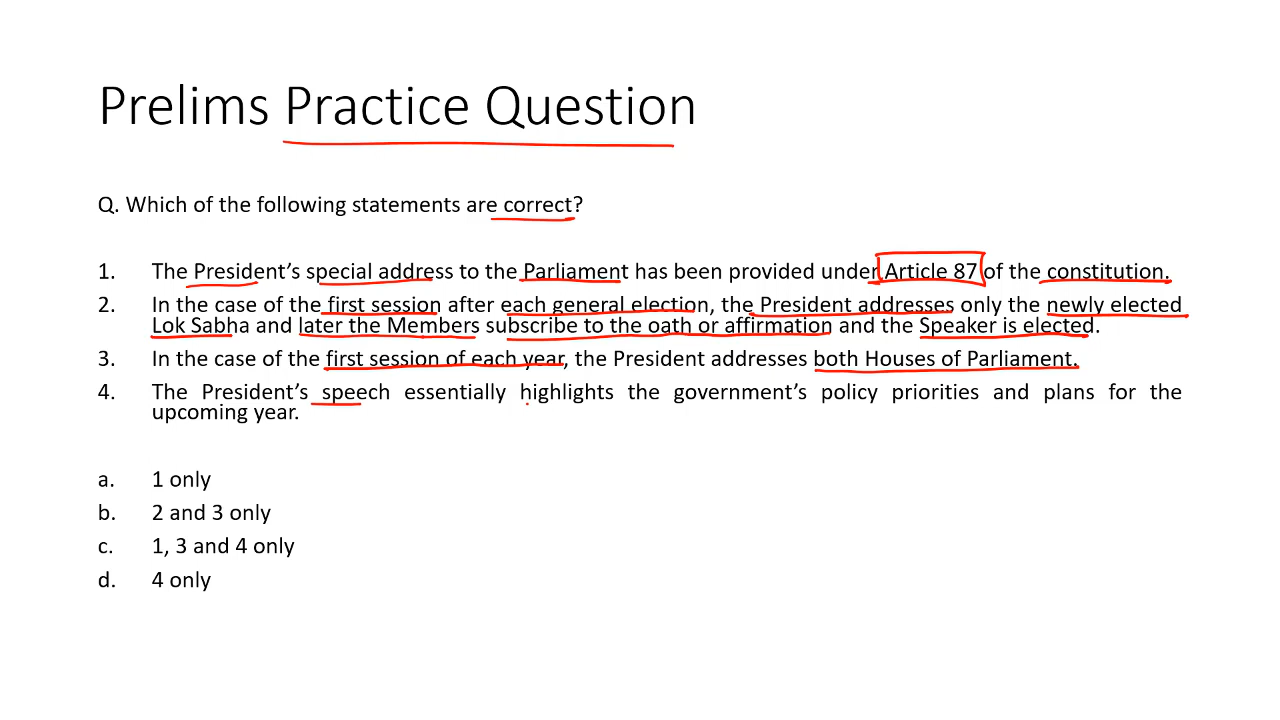 Prelims Practice Question
Q. Which of the following statements are correct?
1. The President's special address to the Parliament has been provided under Article 87 of the constitution.
2. In the case of the first session after each general election, the President addresses only the newly elected
Lok Sabha and later the Members subscribe to the oath or affirmation and the Speaker is elected.
3. In the case of the first session of each year, the President addresses both Houses of Parliament.
4. The President's speech essentially highlights the government's policy priorities and plans for the
upcoming year.
a. 1 only
b. 2 and 3 only
c. 1, 3 and 4 only
d. 4 only